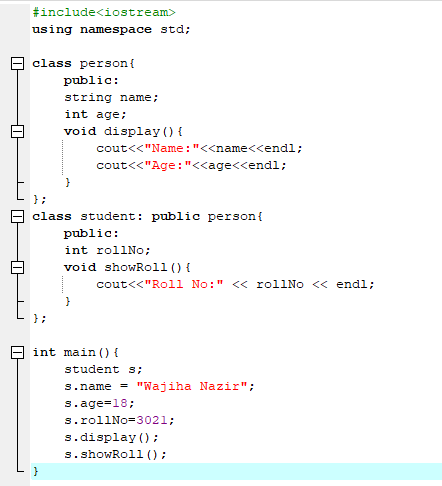 #include<iostream>
using namespace std;

class person{
    public:
    string name;
    int age;
    void display(){
        cout<<"Name:"<<name<<endl;
        cout<<"Age:"<<age<<endl;
    }
};
class student: public person{
    public:
    int rollNo;
    void showRoll(){
        cout<<"Roll No:" << rollNo << endl;
    }
};

int main(){
    student s;
    s.name = "Wajiha Nazir";
    s.age=18;
    s.rollNo=3021;
    s.display();
    s.showRoll();
}